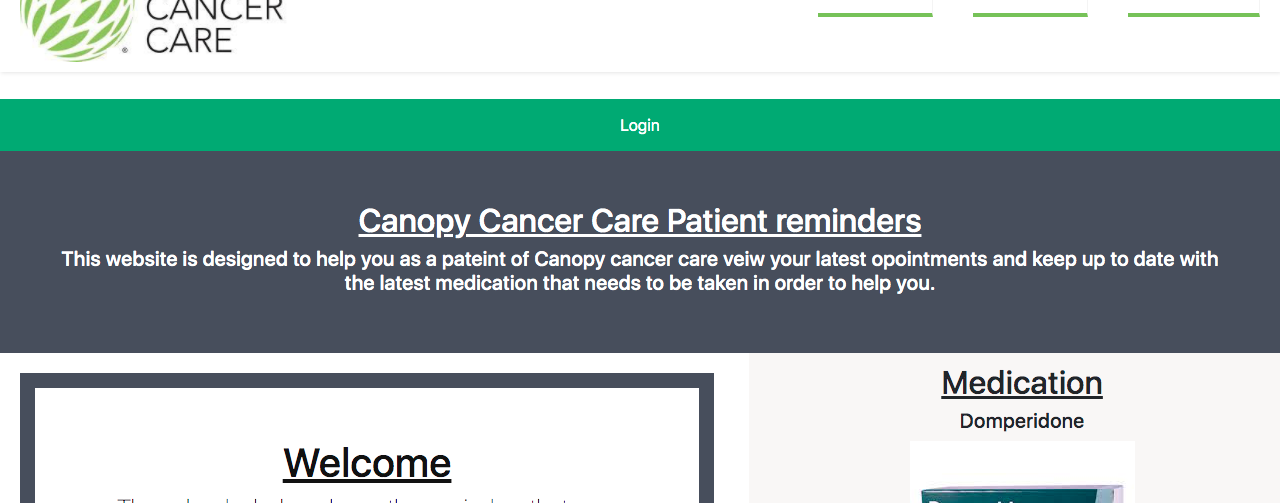 CANCER
CARE
®
Login
Canopy Cancer Care Patient reminders
This website is designed to help you as a pateint of Canopy cancer care veiw your latest opointments and keep up to date with
the latest medication that needs to be taken in order to help you.
Medication
Domperidone
Welcome